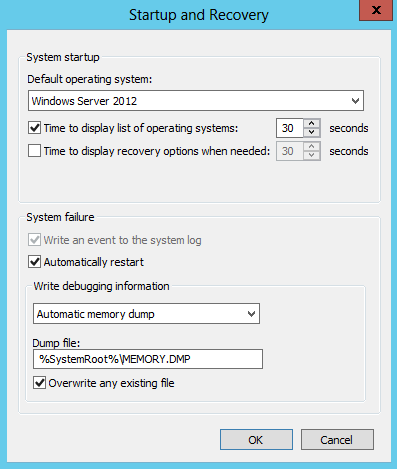 Startup and Recovery
x
System startup
Default operating system:
Windows Server 2012
Time to display list of operating systems: 30 seconds
Time to display recovery options when needed: 30 seconds
System failure
Write an event to the system log
Automatically restart
Write debugging information
Automatic memory dump
Dump file:
%SystemRoot%\MEMORY.DMP
Overwrite any existing file
OK Cancel